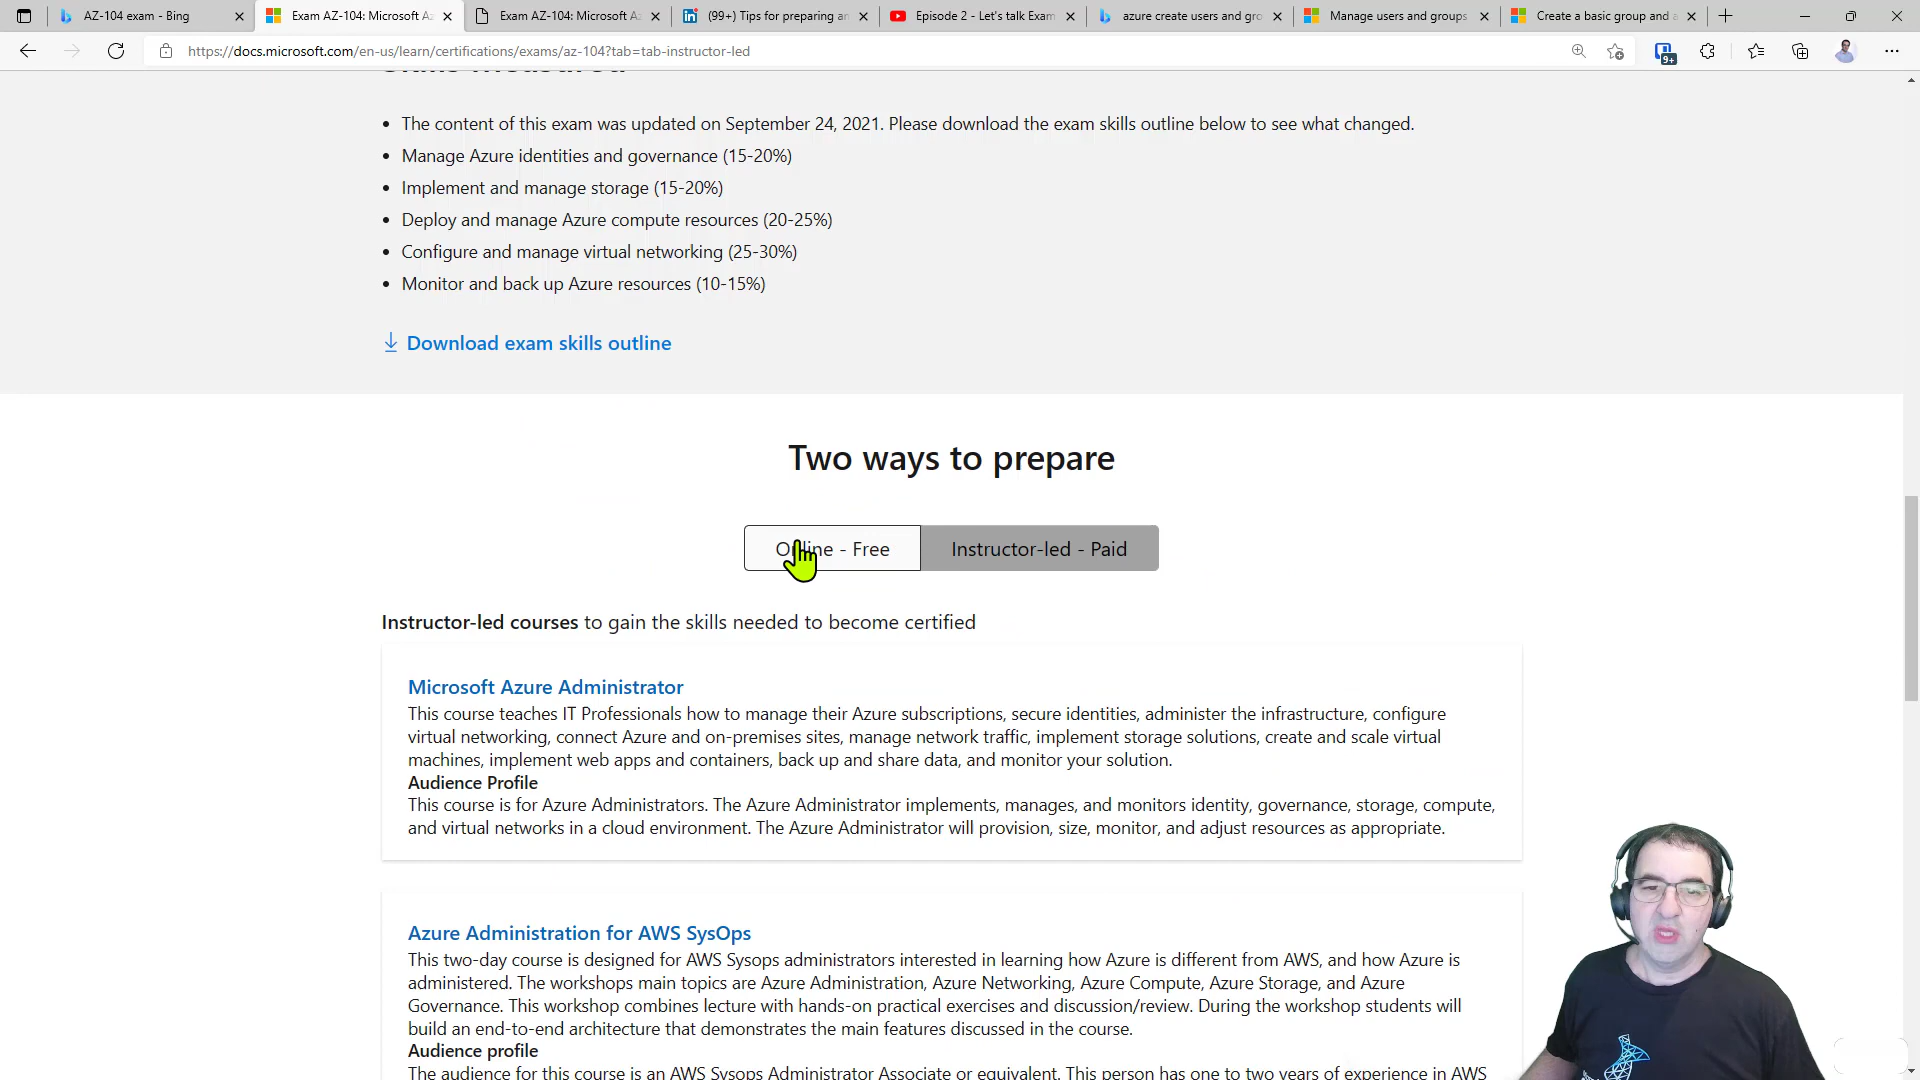 AZ-104 exam - Bing
Exam AZ-104: Microsoft Az
Exam AZ-104: Microsoft Az
(99+) Tips for preparing an
Episode 2 - Let's talk Exam
azure create users and gro
Manage users and groups
Create a basic group and a
https://docs.microsoft.com/en-us/learn/certifications/exams/az-104?tab=tab-instructor-led
9+
• The content of this exam was updated on September 24, 2021. Please download the exam skills outline below to see what changed.
• Manage Azure identities and governance (15-20%)
• Implement and manage storage (15-20%)
• Deploy and manage Azure compute resources (20-25%)
• Configure and manage virtual networking (25-30%)
• Monitor and back up Azure resources (10-15%)
Download exam skills outline
Two ways to prepare
Online - Free
Instructor-led - Paid
Instructor-led courses to gain the skills needed to become certified
Microsoft Azure Administrator
This course teaches IT Professionals how to manage their Azure subscriptions, secure identities, administer the infrastructure, configure
virtual networking, connect Azure and on-premises sites, manage network traffic, implement storage solutions, create and scale virtual
machines, implement web apps and containers, back up and share data, and monitor your solution.
Audience Profile
This course is for Azure Administrators. The Azure Administrator implements, manages, and monitors identity, governance, storage, compute,
and virtual networks in a cloud environment. The Azure Administrator will provision, size, monitor, and adjust resources as appropriate.
Azure Administration for AWS SysOps
This two-day course is designed for AWS Sysops administrators interested in learning how Azure is different from AWS, and how Azure is
administered. The workshops main topics are Azure Administration, Azure Networking, Azure Compute, Azure Storage, and Azure
Governance. This workshop combines lecture with hands-on practical exercises and discussion/review. During the workshop students will
build an end-to-end architecture that demonstrates the main features discussed in the course.
Audience profile
The audience for this course is an AWS Sysops Administrator Associate or equivalent. This person has one to two years of experience in AWS